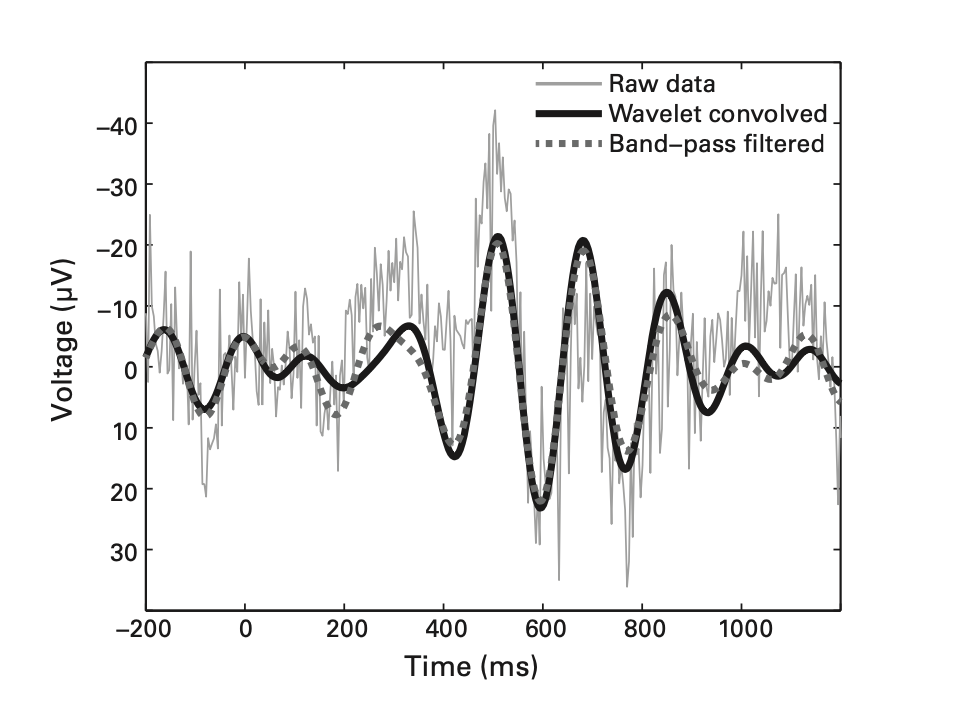 Raw data
Wavelet convolved
Band–pass filtered
–40
–30
–20
–10
0
10
20
30
Voltage (μV)
–200 0 200 400 600 800 1000
Time (ms)